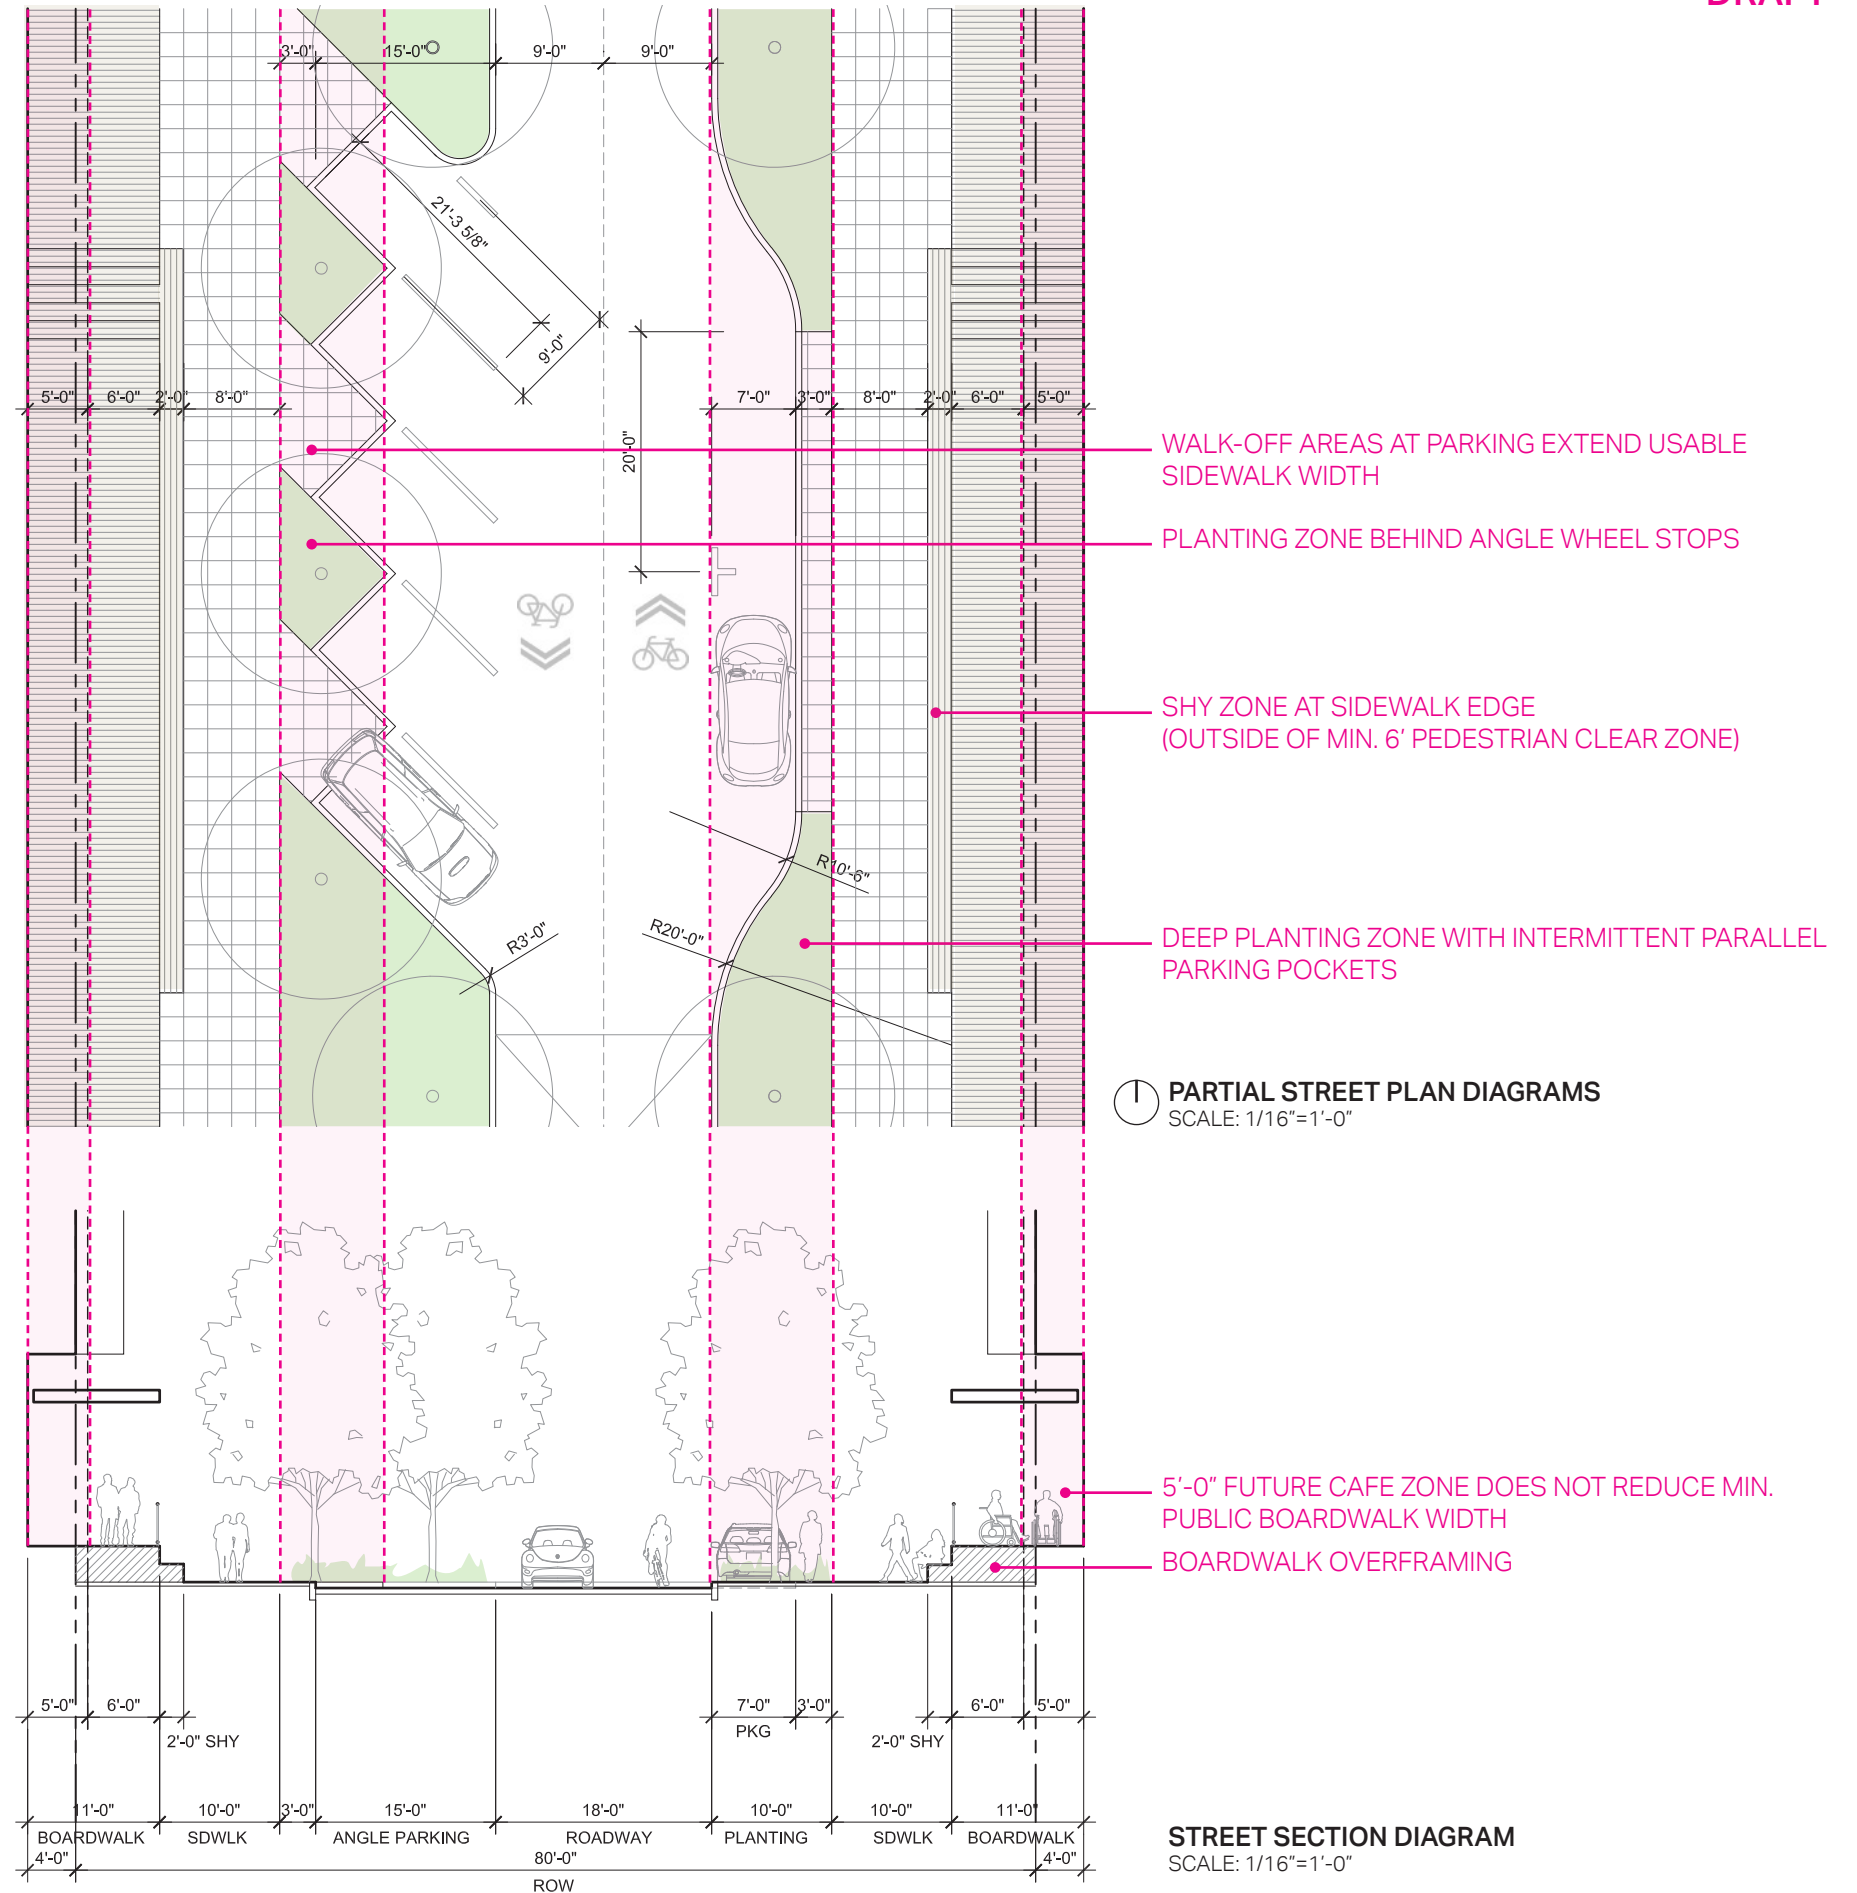 DRAFT
3'-0"
15'-0"
9'-0"
9'-0"
21'-3 5/8"
9'-0"
20'-0"
5'-0"
6'-0"
2'-0"
8'-0"
7'-0"
3'-0"
8'-0"
2'-0"
6'-0"
5'-0"
WALK-OFF AREAS AT PARKING EXTEND USABLE
SIDEWALK WIDTH
PLANTING ZONE BEHIND ANGLE WHEEL STOPS
SHY ZONE AT SIDEWALK EDGE
(OUTSIDE OF MIN. 6' PEDESTRIAN CLEAR ZONE)
R10'-6"
R3'-0"
R20'-0"
DEEP PLANTING ZONE WITH INTERMITTENT PARALLEL
PARKING POCKETS
PARTIAL STREET PLAN DIAGRAMS
SCALE: 1/16"=1'-0"
5'-0" FUTURE CAFE ZONE DOES NOT REDUCE MIN.
PUBLIC BOARDWALK WIDTH
BOARDWALK OVERFRAMING
5'-0"
6'-0"
2'-0" SHY
7'-0"
PKG
3'-0"
2'-0" SHY
6'-0"
5'-0"
11'-0"
10'-0"
3'-0"
15'-0"
18'-0"
10'-0"
10'-0"
11'-0"
BOARDWALK
SDWLK
ANGLE PARKING
ROADWAY
PLANTING
SDWLK
BOARDWALK
4'-0"
80'-0"
4'-0"
ROW
STREET SECTION DIAGRAM
SCALE: 1/16"=1'-0"